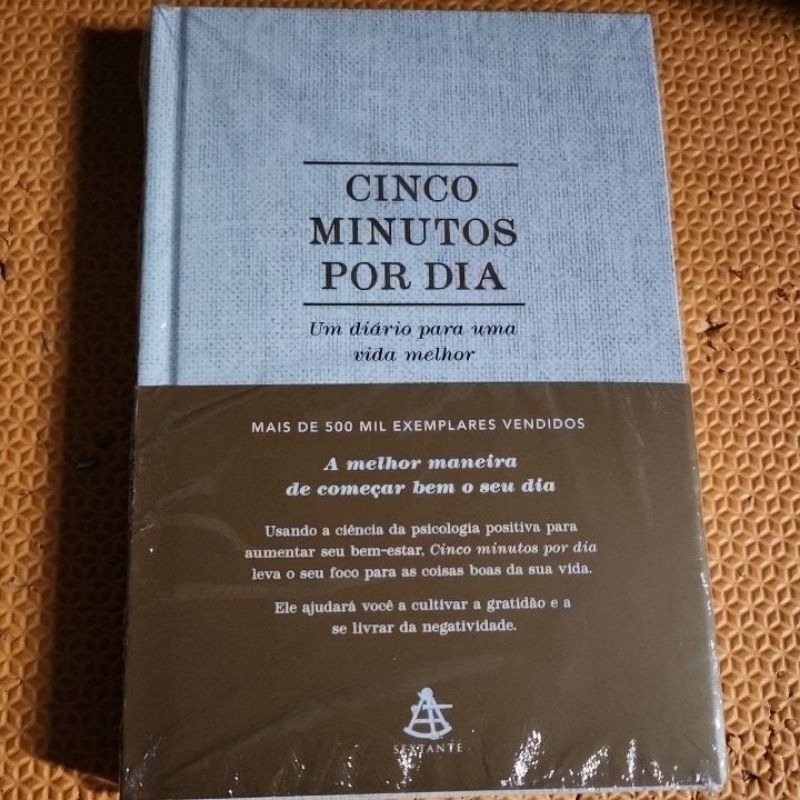 CINCO
MINUTOS
POR DIA
Um diário para uma
vida melhor
MAIS DE 500 MIL EXEMPLARES VENDIDOS
A melhor maneira
de começar bem o seu dia
Usando a ciência da psicologia positiva para
aumentar seu bem-estar, Cinco minutos por dia
leva o seu foco para as coisas boas da sua vida.
Ele ajudará você a cultivar a gratidão e a
se livrar da negatividade.
SEXTANTE